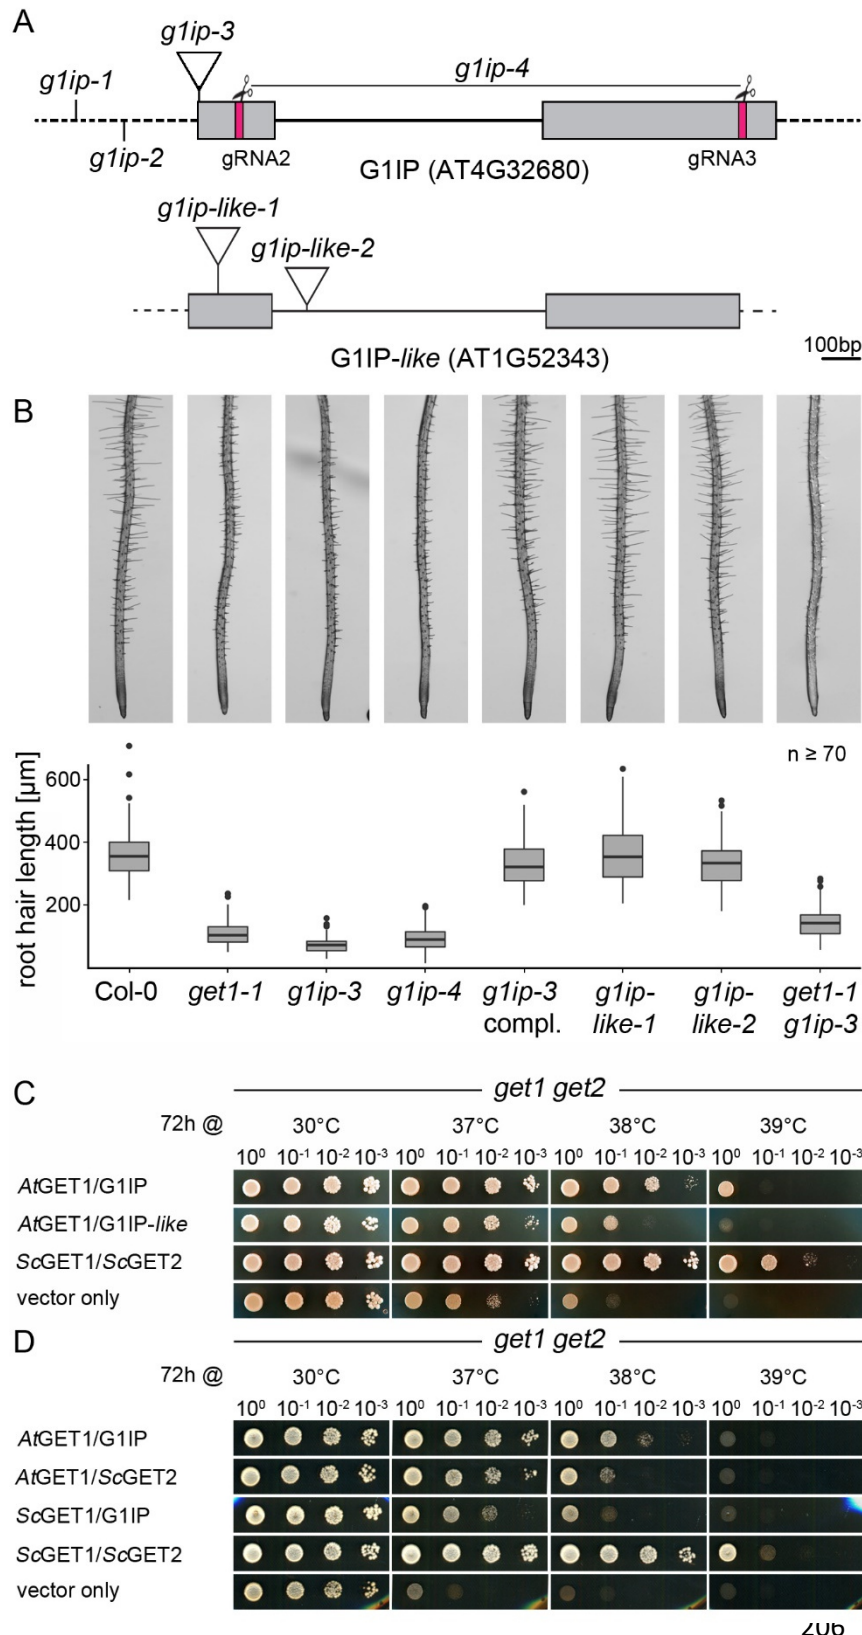 A
g1ip-3
g1ip-1
g1ip-4
g1ip-2
gRNA2
gRNA3
G1IP (AT4G32680)
g1ip-like-1
g1ip-like-2
100bp
G1IP-like (AT1G52343)
B
n ≥ 70
root hair length [µm]
600
400
200
Col-0 get1-1 g1ip-3 g1ip-4 g1ip-3 compl. g1ip-like-1 g1ip-like-2 get1-1 g1ip-3
C
get1 get2
72h @ 30°C 37°C 38°C 39°C
10⁰ 10⁻¹ 10⁻² 10⁻³ 10⁰ 10⁻¹ 10⁻² 10⁻³ 10⁰ 10⁻¹ 10⁻² 10⁻³ 10⁰ 10⁻¹ 10⁻² 10⁻³
AtGET1/G1IP
AtGET1/G1IP-like
ScGET1/ScGET2
vector only
D
get1 get2
72h @ 30°C 37°C 38°C 39°C
10⁰ 10⁻¹ 10⁻² 10⁻³ 10⁰ 10⁻¹ 10⁻² 10⁻³ 10⁰ 10⁻¹ 10⁻² 10⁻³ 10⁰ 10⁻¹ 10⁻² 10⁻³
AtGET1/G1IP
AtGET1/ScGET2
ScGET1/G1IP
ScGET1/ScGET2
vector only
206